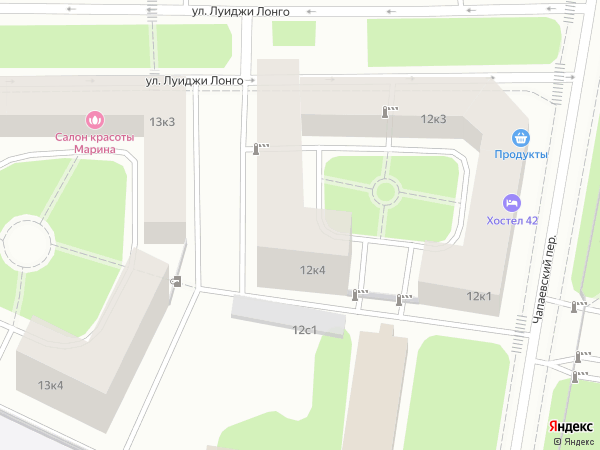 ул. Луиджи Лонго
ул. Луиджи Лонго
13к3
12к3
Салон красоты
Марина
Продукты
Хостел 42
Чапаевский пер.
12к4
12к1
12с1
13к4
Яндекс
© Яндекс